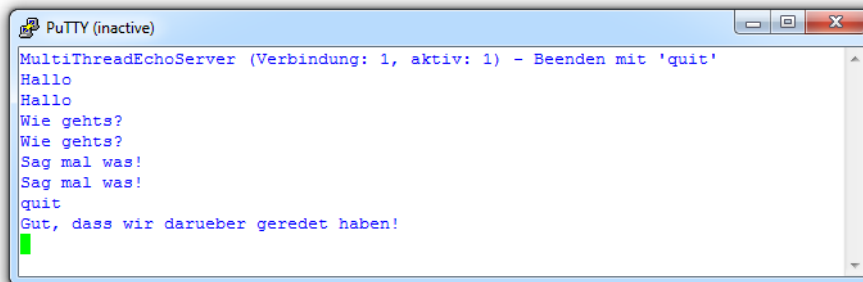 PuTTY (inactive)
MultiThreadEchoServer (Verbindung: 1, aktiv: 1) - Beenden mit 'quit'
Hallo
Hallo
Wie gehts?
Wie gehts?
Sag mal was!
Sag mal was!
quit
Gut, dass wir darueber geredet haben!